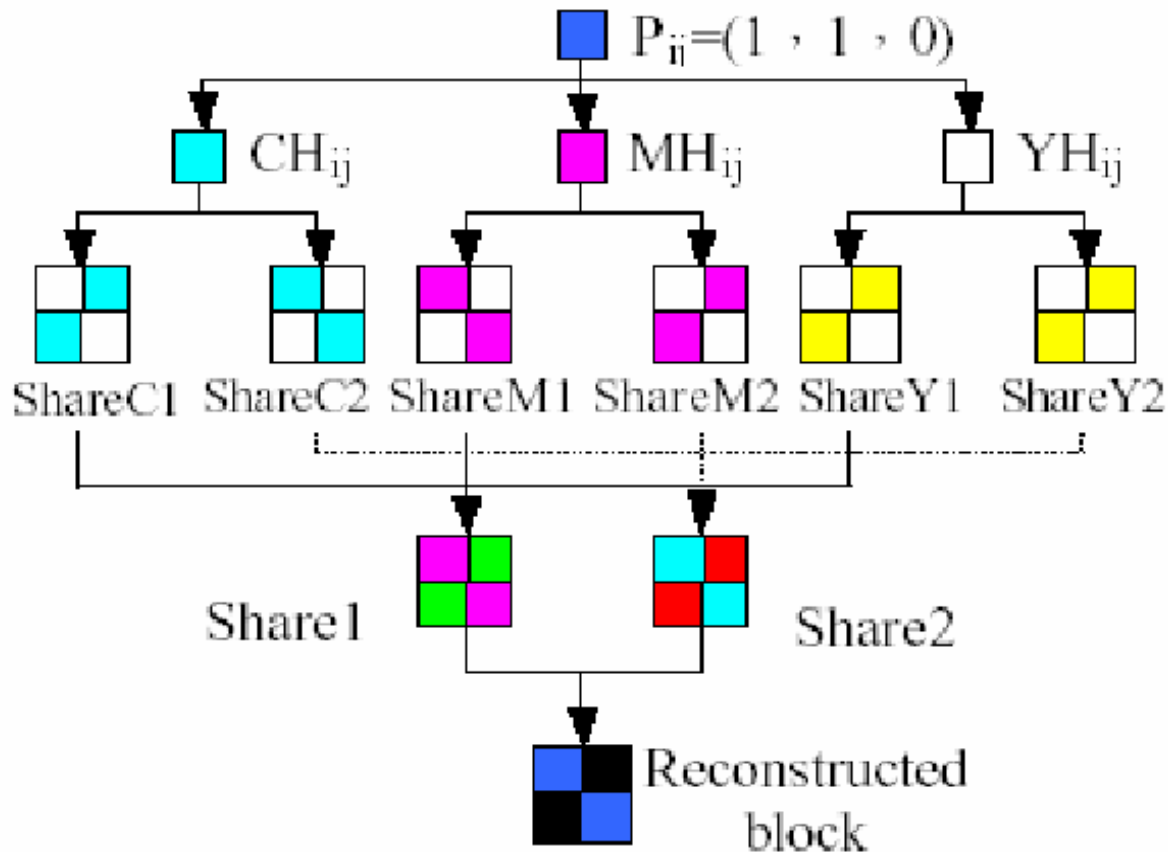 Pij=(1，1，0)
CHij
MHij
YHij
ShareC1
ShareC2
ShareM1
ShareM2
ShareY1
ShareY2
Share1
Share2
Reconstructed
block